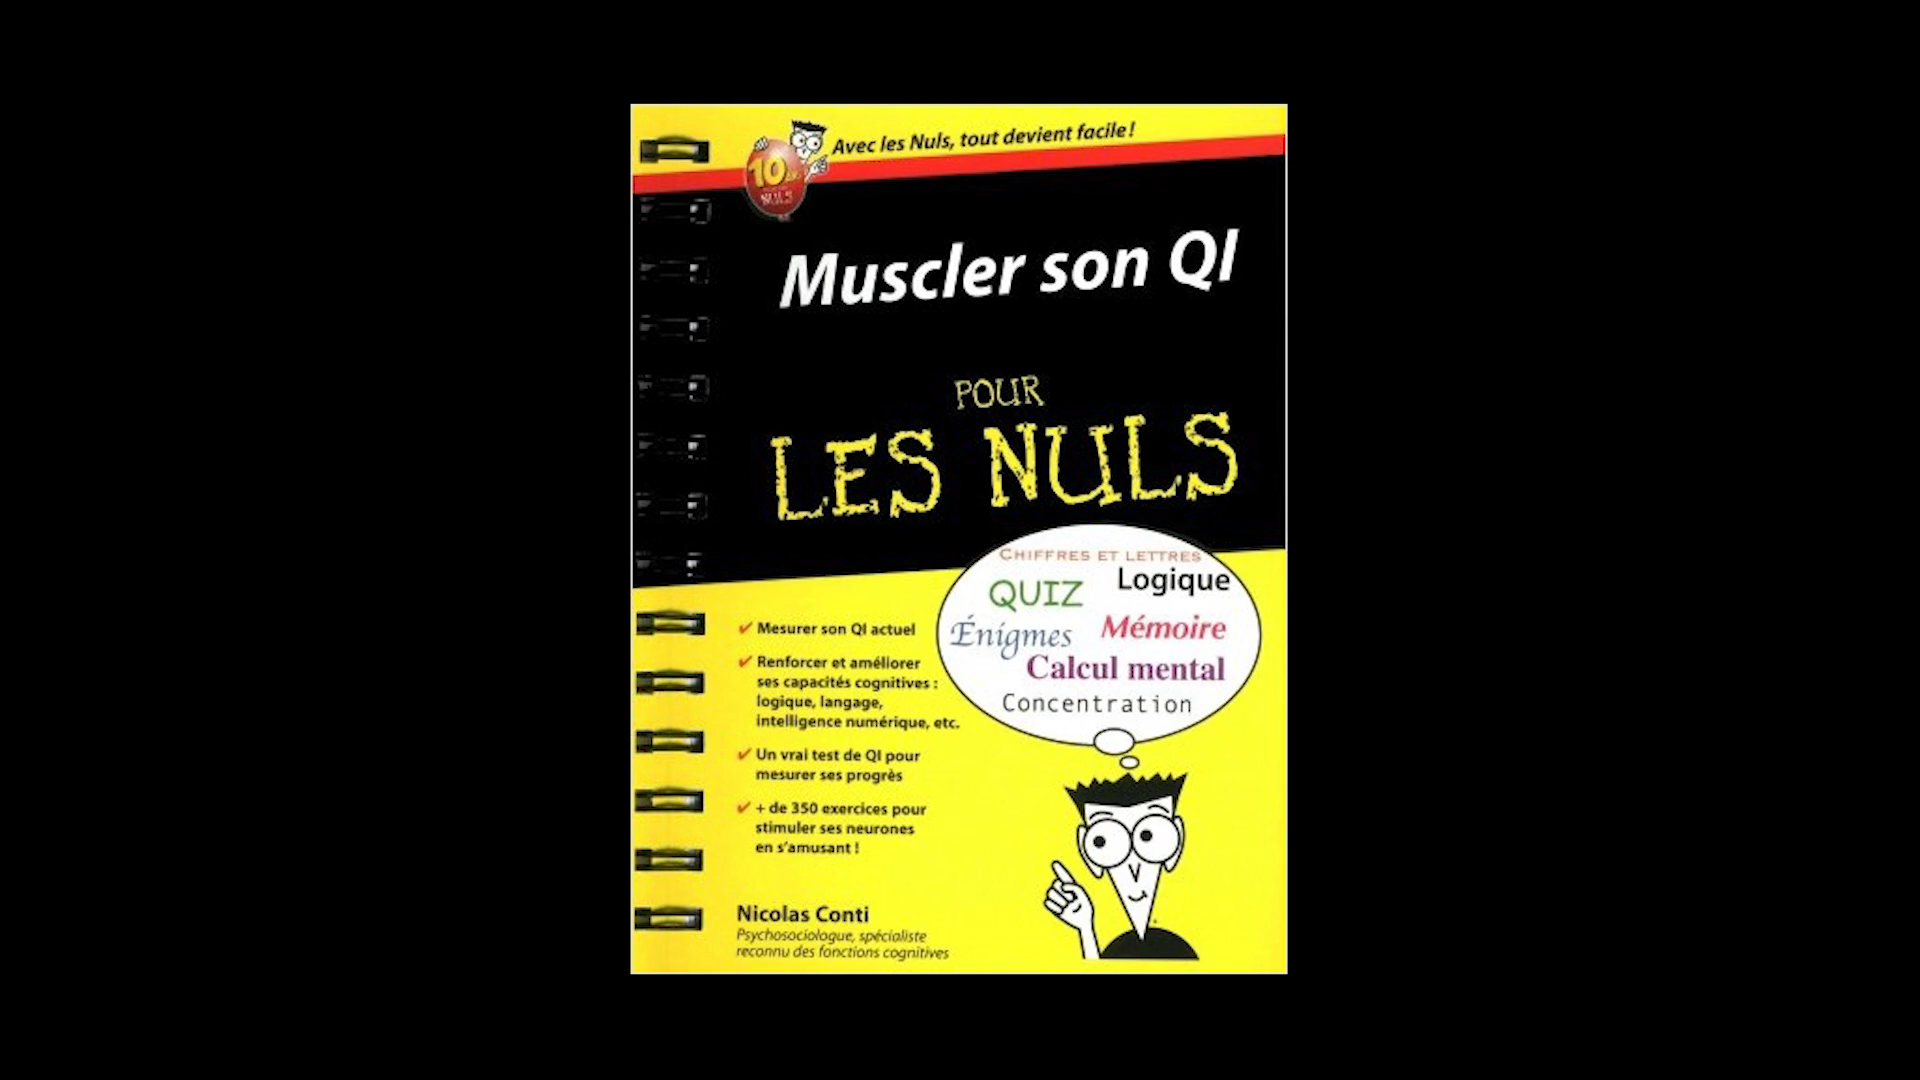 Avec les Nuls, tout devient facile !
10 ANS
NULS
Muscler son QI
POUR
LES NULS
CHIFFRES ET LETTRES
QUIZ
Logique
Énigmes
Mémoire
Calcul mental
Concentration
✔ Mesurer son QI actuel
✔ Renforcer et améliorer
ses capacités cognitives :
logique, langage,
intelligence numérique, etc.
✔ Un vrai test de QI pour
mesurer ses progrès
✔ + de 350 exercices pour
stimuler ses neurones
en s'amusant !
Nicolas Conti
Psychosociologue, spécialiste
reconnu des fonctions cognitives